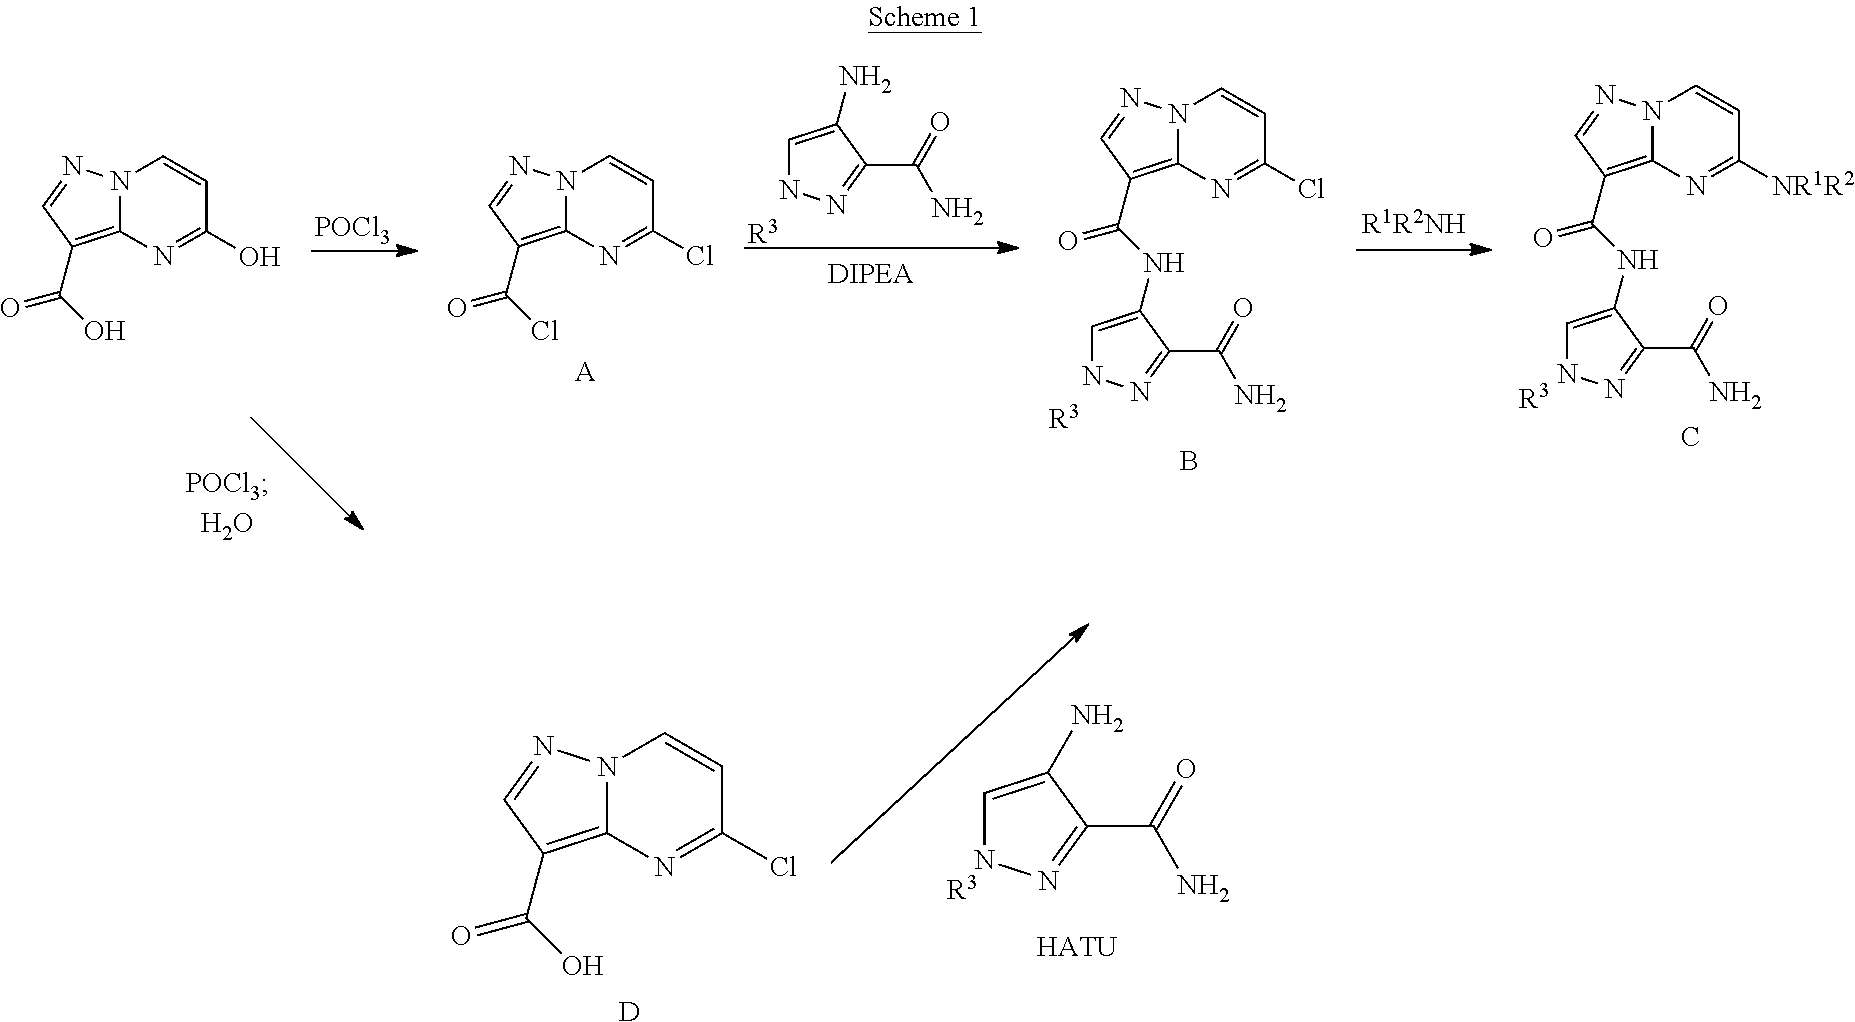 Scheme 1
N N N OH O OH
POCl3
N N N Cl O Cl
A
NH2 O NH2 N N R3
DIPEA
N N N Cl O NH O NH2 N N R3
B
R1R2NH
N N N NR1R2 O NH O NH2 N N R3
C
POCl3;
H2O
N N N Cl O OH
D
NH2 O NH2 N N R3
HATU